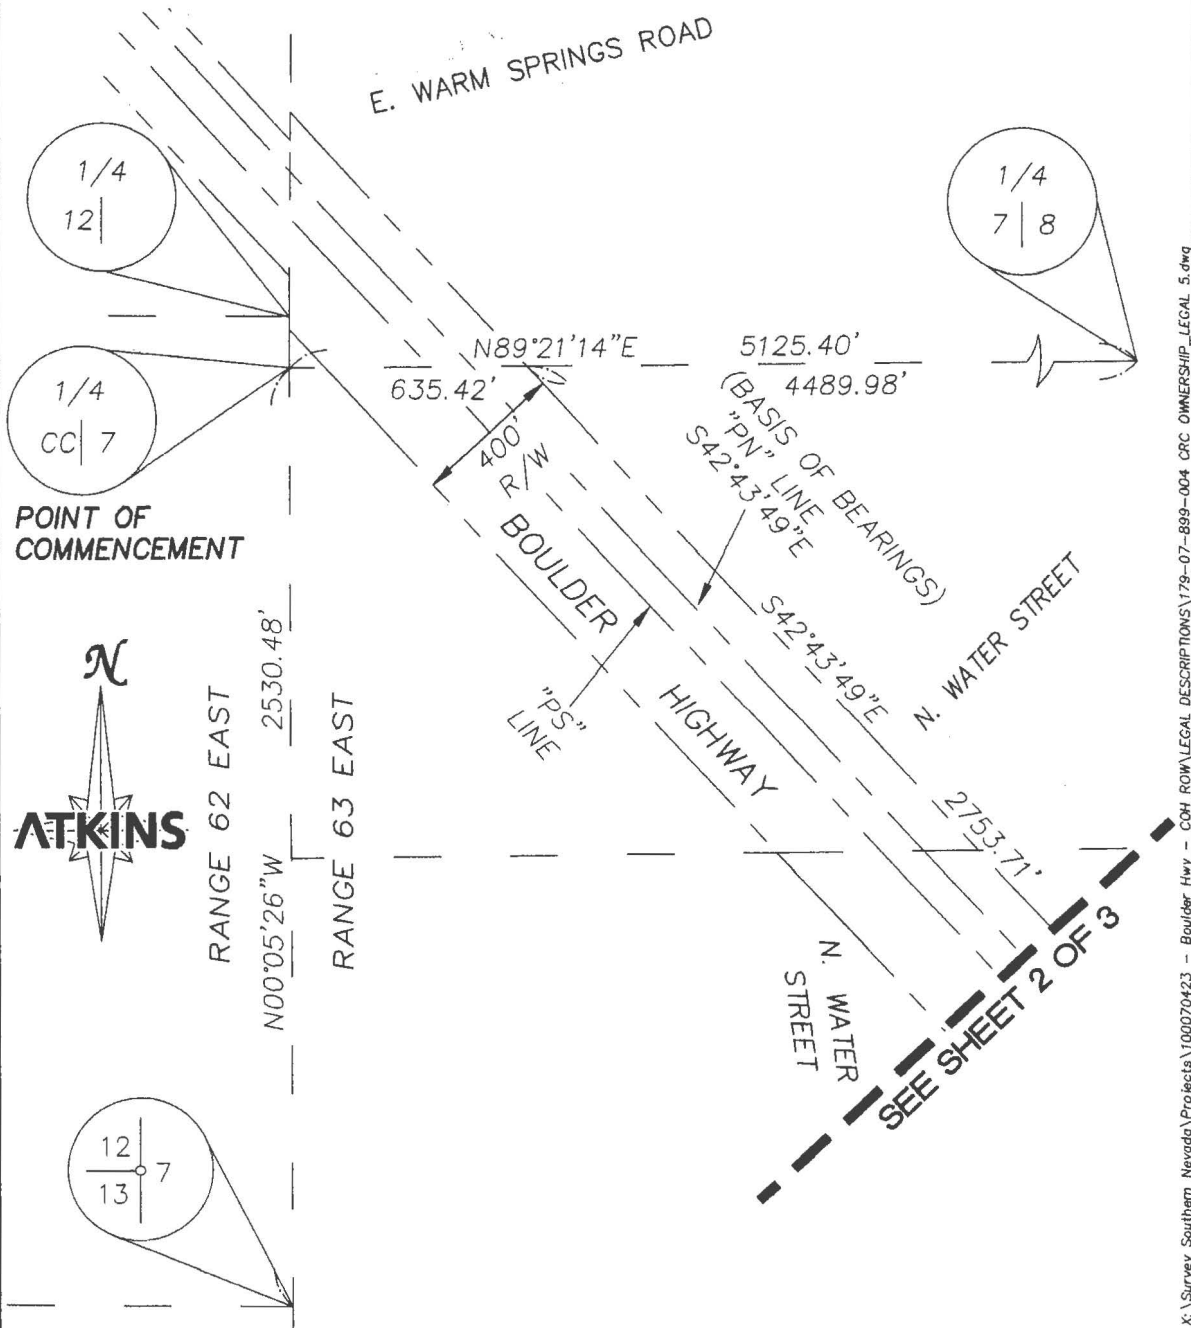 E. WARM SPRINGS ROAD
1/4
12
1/4
7 8
N89°21'14"E
5125.40'
635.42'
4489.98'
1/4
CC 7
POINT OF
COMMENCEMENT
400'
R/W
(BASIS OF BEARINGS)
"PN" LINE
S42°43'49"E
BOULDER
HIGHWAY
S42°43'49"E
2753.71'
N. WATER STREET
"PS"
LINE
N
ATKINS
RANGE 62 EAST
N00°05'26"W 2530.48'
RANGE 63 EAST
N. WATER
STREET
SEE SHEET 2 OF 3
12
7
13
X:\Survey Southern Nevada\Projects\100070423 - Boulder Hwy - COH ROW\LEGAL DESCRIPTIONS\179-07-899-004 CRC OWNERSHIP_LEGAL 5.dwg